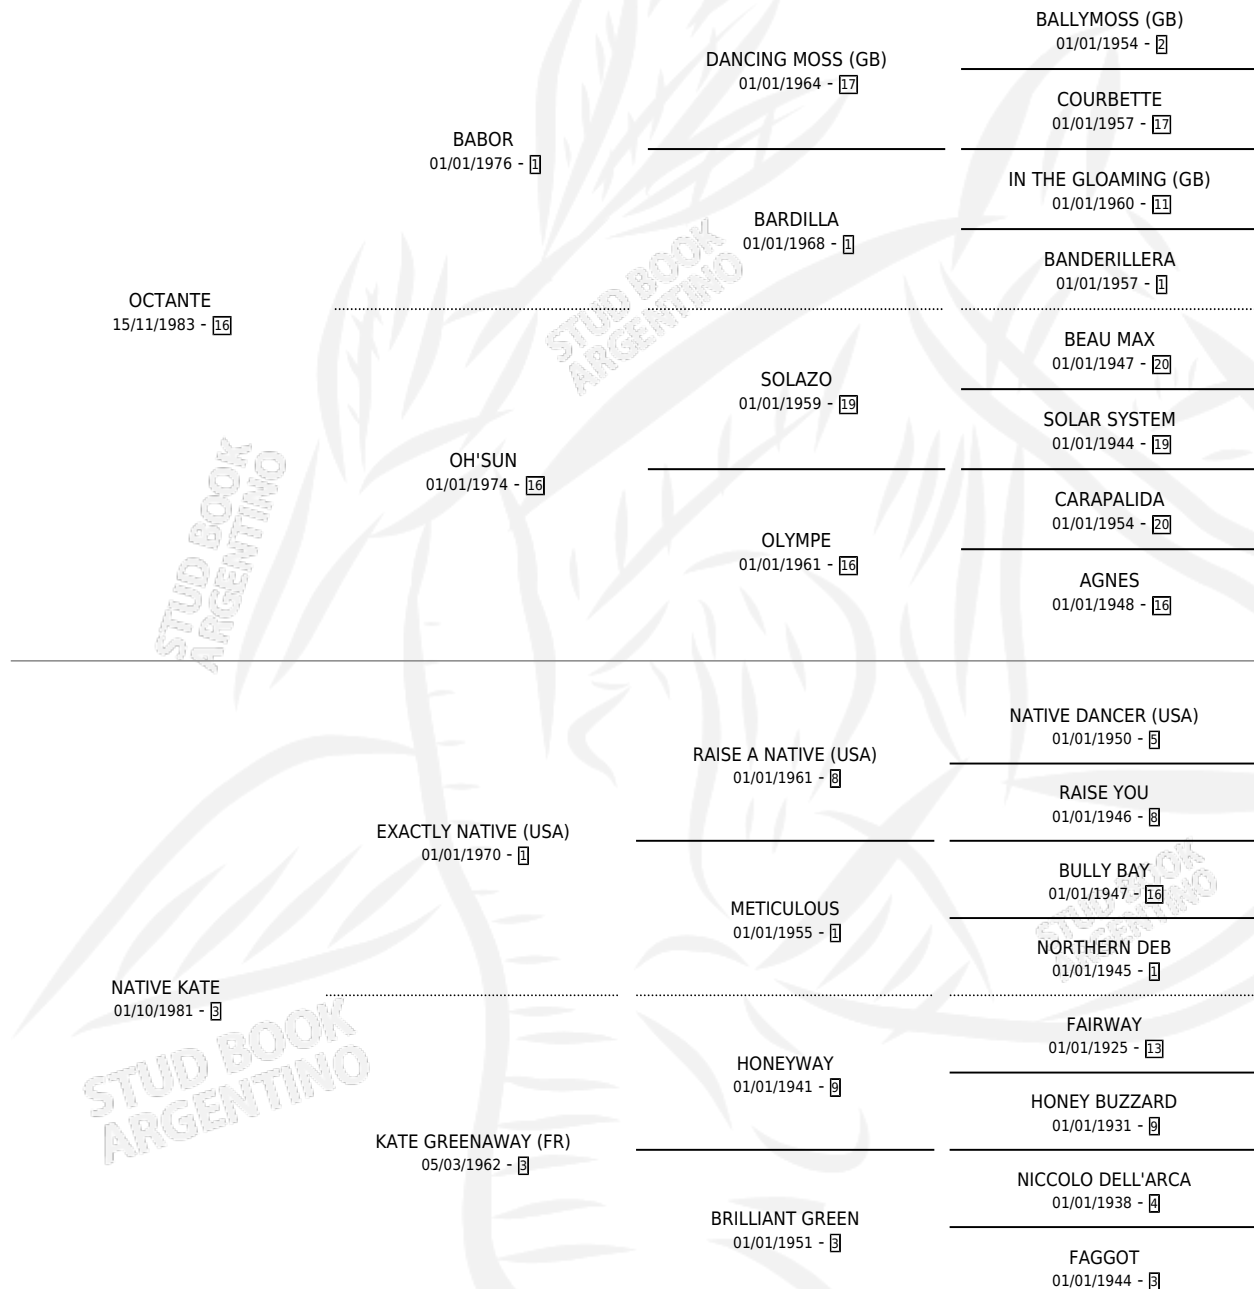 BALLYMOSS (GB)
01/01/1954 - 2
DANCING MOSS (GB)
01/01/1964 - 17
COURBETTE
01/01/1957 - 17
BABOR
01/01/1976 - 1
IN THE GLOAMING (GB)
01/01/1960 - 11
BARDILLA
01/01/1968 - 1
BANDERILLERA
01/01/1957 - 1
OCTANTE
15/11/1983 - 16
BEAU MAX
01/01/1947 - 20
SOLAZO
01/01/1959 - 19
SOLAR SYSTEM
01/01/1944 - 19
OH'SUN
01/01/1974 - 16
CARAPALIDA
01/01/1954 - 20
OLYMPE
01/01/1961 - 16
AGNES
01/01/1948 - 16
NATIVE DANCER (USA)
01/01/1950 - 5
RAISE A NATIVE (USA)
01/01/1961 - 8
RAISE YOU
01/01/1946 - 8
EXACTLY NATIVE (USA)
01/01/1970 - 1
BULLY BAY
01/01/1947 - 16
METICULOUS
01/01/1955 - 1
NORTHERN DEB
01/01/1945 - 1
NATIVE KATE
01/10/1981 - 3
FAIRWAY
01/01/1925 - 13
HONEYWAY
01/01/1941 - 9
HONEY BUZZARD
01/01/1931 - 9
KATE GREENAWAY (FR)
05/03/1962 - 3
NICCOLO DELL'ARCA
01/01/1938 - 4
BRILLIANT GREEN
01/01/1951 - 3
FAGGOT
01/01/1944 - 3
STUD BOOK
ARGENTINO
STUD BOOK
ARGENTINO
STUD BOOK
ARGENTINO
STUD BOOK
ARGENTINO